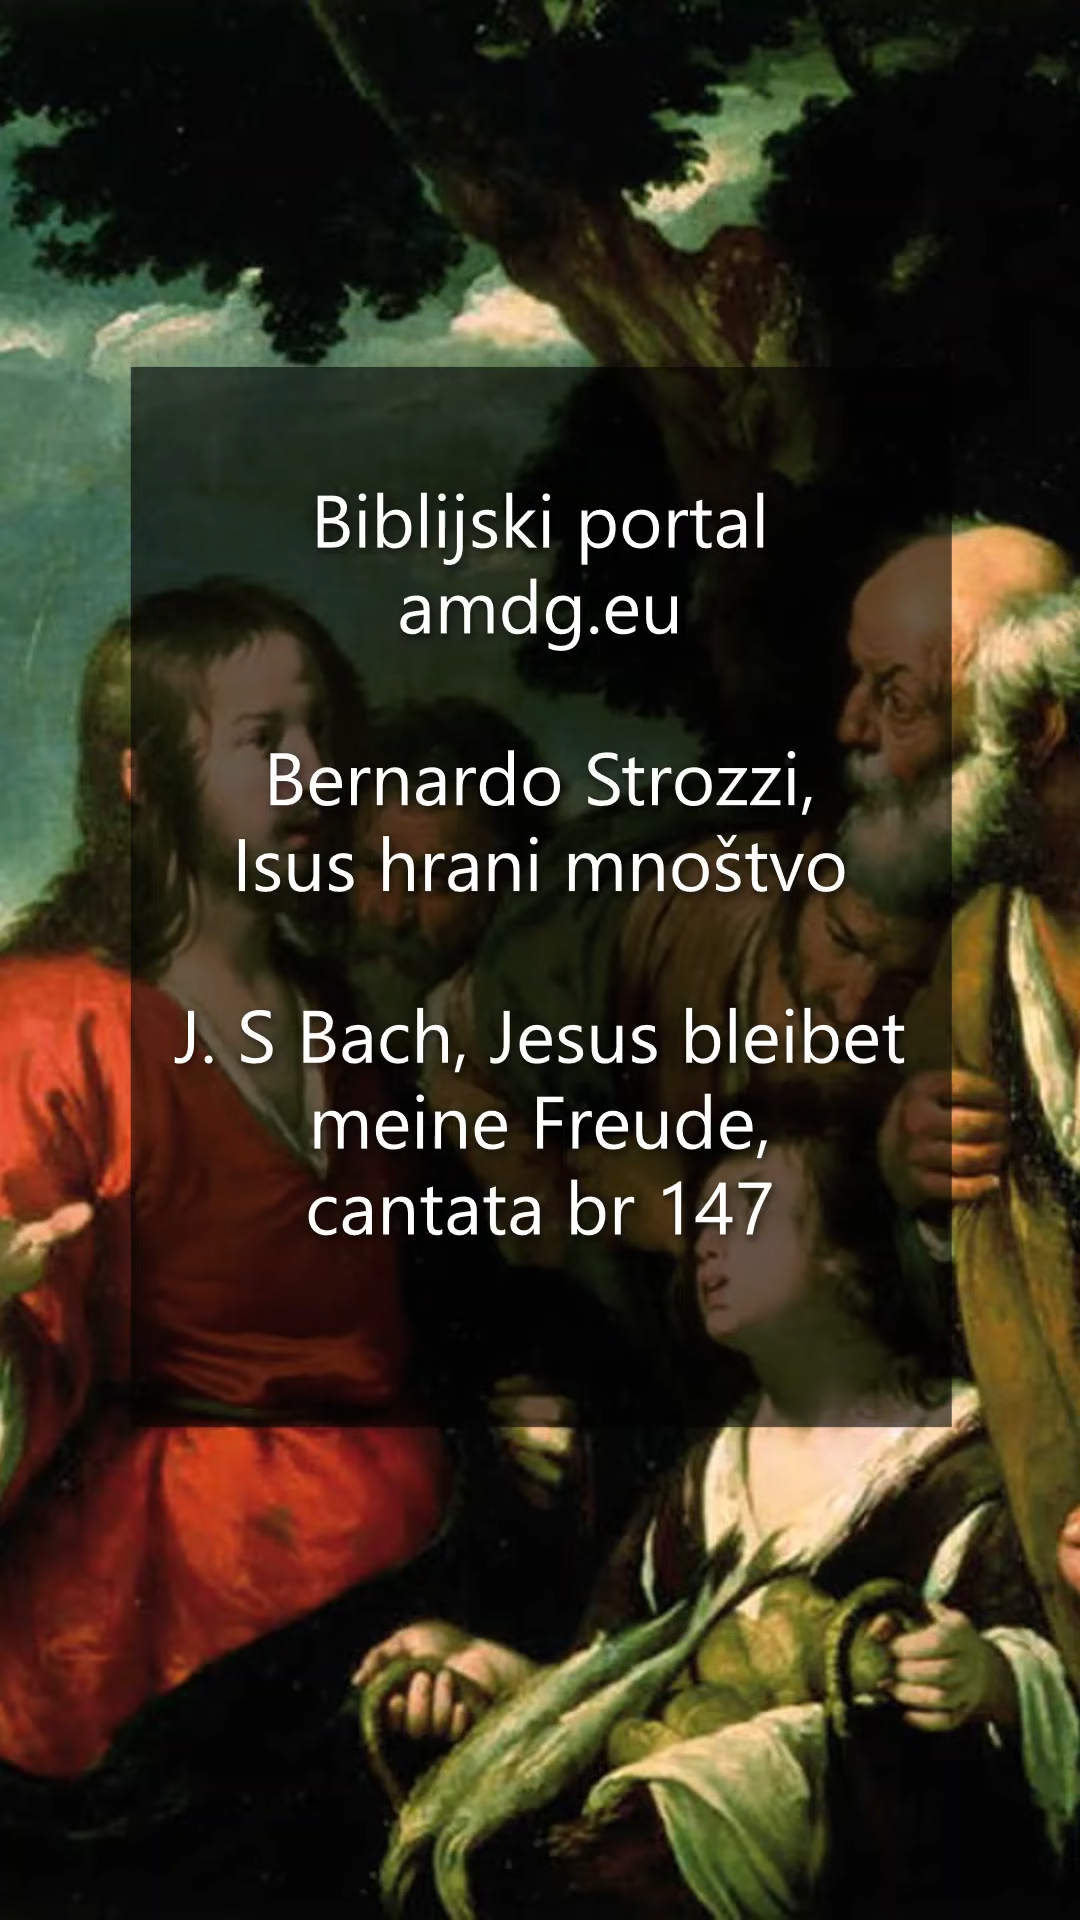 Biblijski portal
amdg.eu
Bernardo Strozzi,
Isus hrani mnoštvo
J. S Bach, Jesus bleibet
meine Freude,
cantata br 147